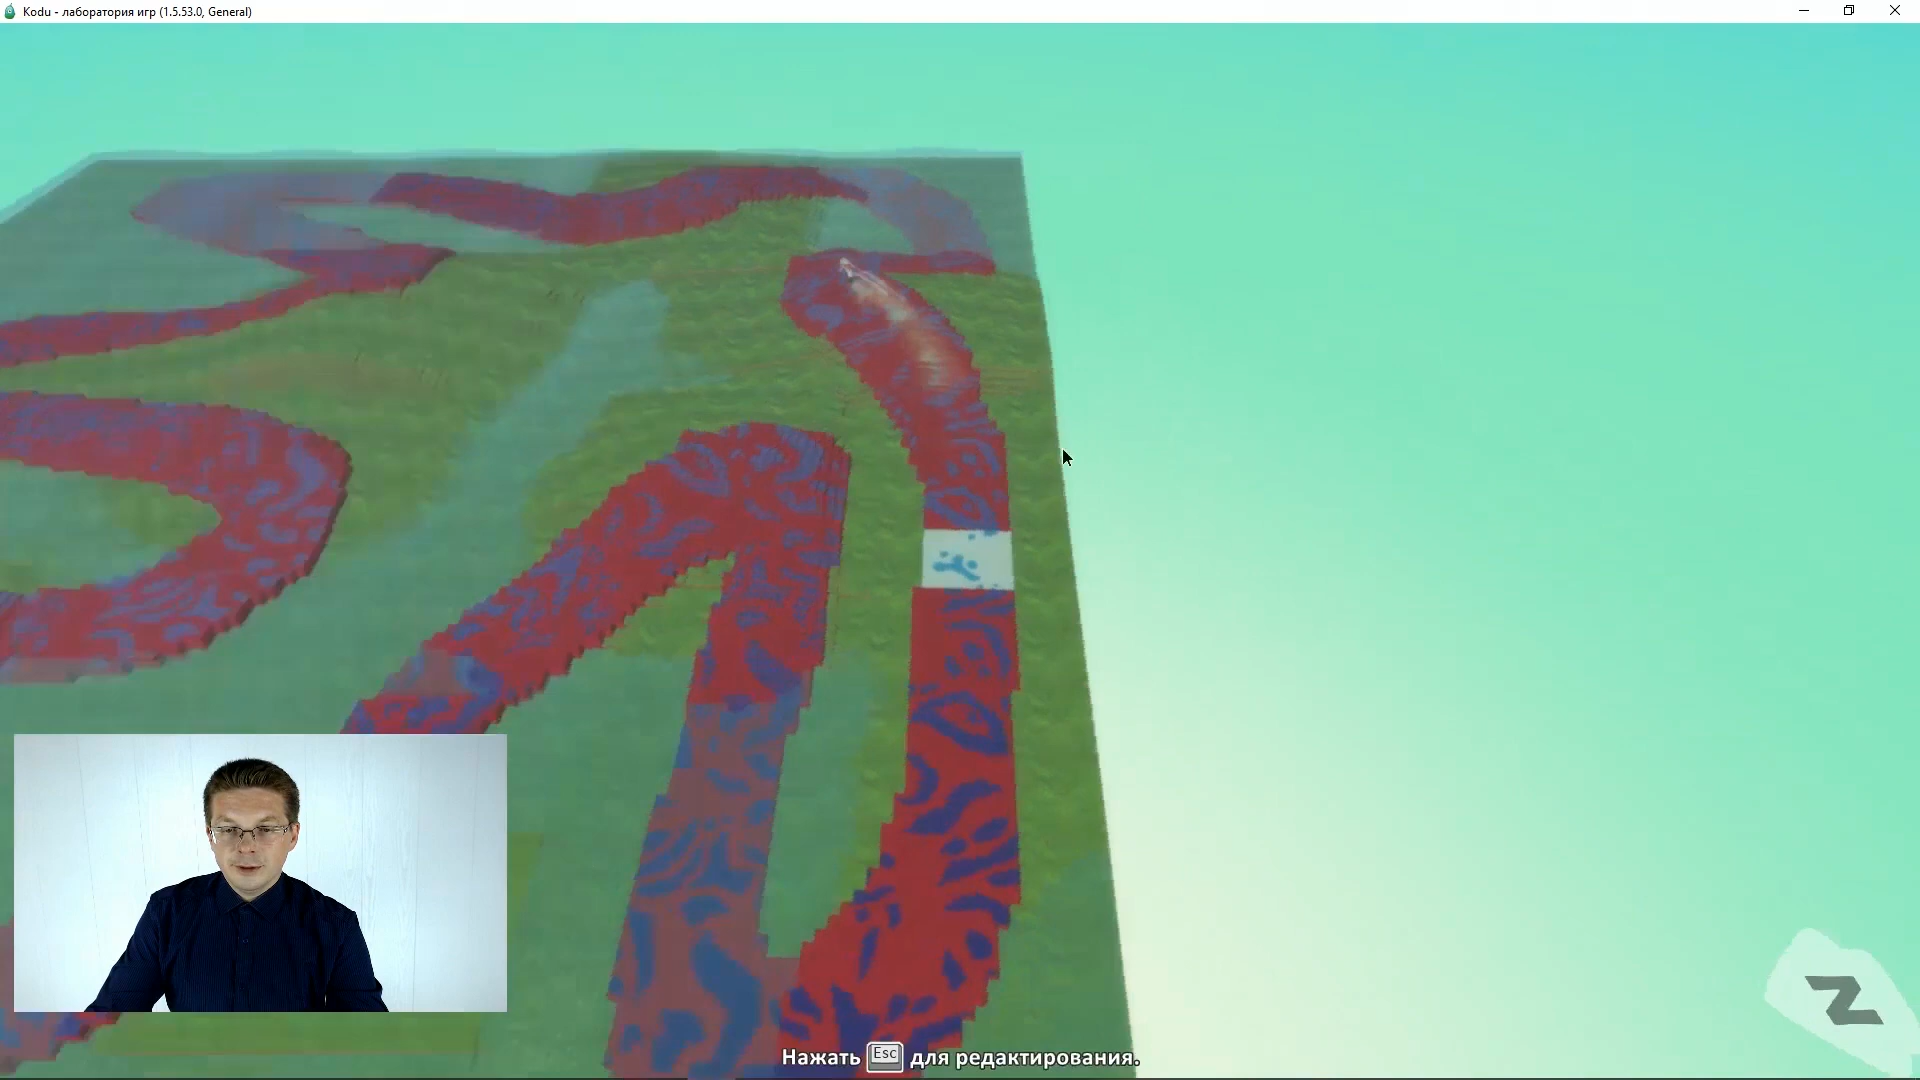 Kodu - лаборатория игр (1.5.53.0, General)
Нажать Esc для редактирования.